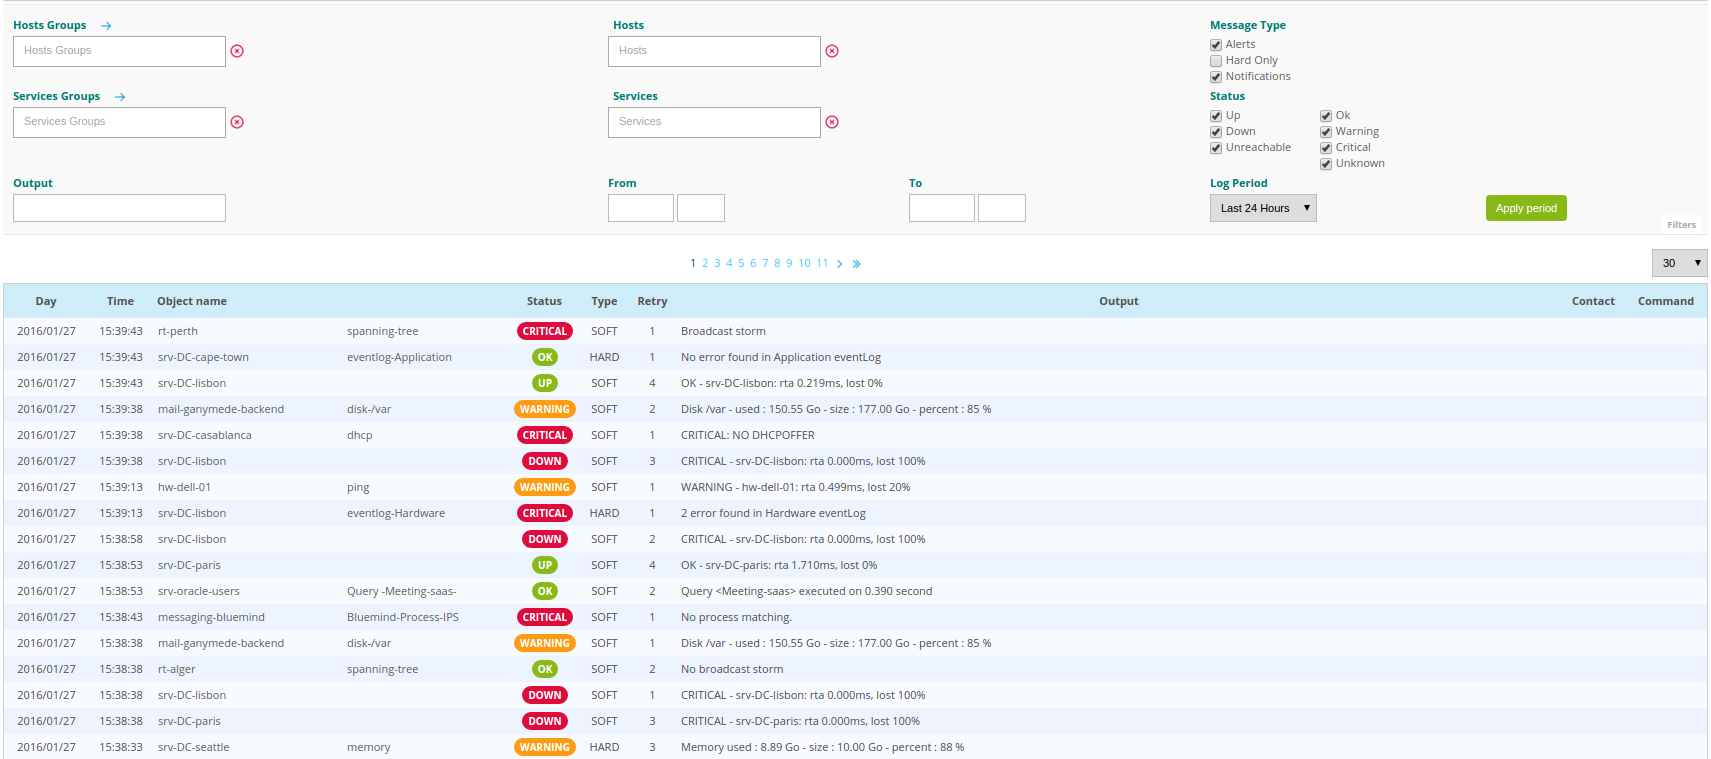 Hosts Groups →
Hosts
Message Type
Hosts Groups
Hosts
Alerts
Hard Only
Notifications
Services Groups →
Services
Status
Services Groups
Services
Up
Ok
Down
Warning
Unreachable
Critical
Unknown
Output
From
To
Log Period
Last 24 Hours
Apply period
Filters
1 2 3 4 5 6 7 8 9 10 11
30
Day Time Object name Status Type Retry Output Contact Command
2016/01/27 15:39:43 rt-perth spanning-tree CRITICAL SOFT 1 Broadcast storm
2016/01/27 15:39:43 srv-DC-cape-town eventlog-Application OK HARD 1 No error found in Application eventLog
2016/01/27 15:39:43 srv-DC-lisbon UP SOFT 4 OK - srv-DC-lisbon: rta 0.219ms, lost 0%
2016/01/27 15:39:38 mail-ganymede-backend disk-/var WARNING SOFT 2 Disk /var - used : 150.55 Go - size : 177.00 Go - percent : 85 %
2016/01/27 15:39:38 srv-DC-casablanca dhcp CRITICAL SOFT 1 CRITICAL: NO DHCPOFFER
2016/01/27 15:39:38 srv-DC-lisbon DOWN SOFT 3 CRITICAL - srv-DC-lisbon: rta 0.000ms, lost 100%
2016/01/27 15:39:13 hw-dell-01 ping WARNING SOFT 1 WARNING - hw-dell-01: rta 0.499ms, lost 20%
2016/01/27 15:39:13 srv-DC-lisbon eventlog-Hardware CRITICAL HARD 1 2 error found in Hardware eventLog
2016/01/27 15:38:58 srv-DC-lisbon DOWN SOFT 2 CRITICAL - srv-DC-lisbon: rta 0.000ms, lost 100%
2016/01/27 15:38:53 srv-DC-paris UP SOFT 4 OK - srv-DC-paris: rta 1.710ms, lost 0%
2016/01/27 15:38:53 srv-oracle-users Query -Meeting-saas- OK SOFT 2 Query <Meeting-saas> executed on 0.390 second
2016/01/27 15:38:43 messaging-bluemind Bluemind-Process-IPS CRITICAL SOFT 1 No process matching.
2016/01/27 15:38:38 mail-ganymede-backend disk-/var WARNING SOFT 1 Disk /var - used : 150.55 Go - size : 177.00 Go - percent : 85 %
2016/01/27 15:38:38 rt-alger spanning-tree OK SOFT 2 No broadcast storm
2016/01/27 15:38:38 srv-DC-lisbon DOWN SOFT 1 CRITICAL - srv-DC-lisbon: rta 0.000ms, lost 100%
2016/01/27 15:38:38 srv-DC-paris DOWN SOFT 3 CRITICAL - srv-DC-paris: rta 0.000ms, lost 100%
2016/01/27 15:38:33 srv-DC-seattle memory WARNING HARD 3 Memory used : 8.89 Go - size : 10.00 Go - percent : 88 %